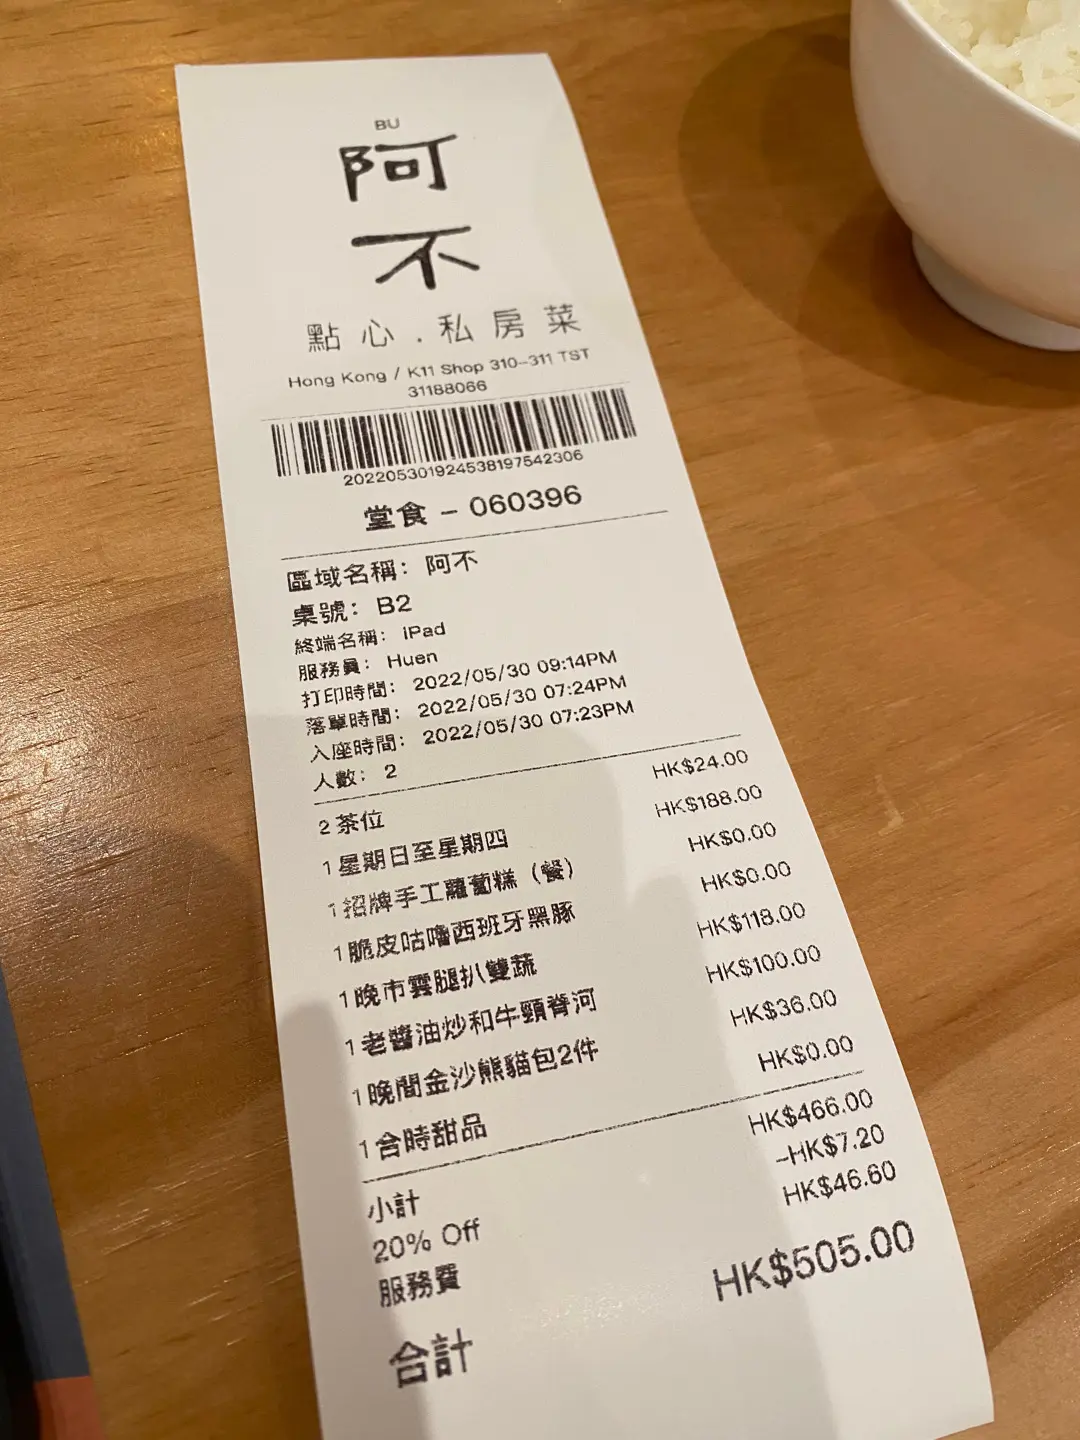 BU
阿
不
點心.私房菜
Hong Kong / K11 Shop 310-311 TST
31188066
202205301924538197542306
堂食 - 060396
區域名稱： 阿不
桌號： B2
終端名稱： iPad
服務員： Huen
打印時間： 2022/05/30 09:14PM
落單時間： 2022/05/30 07:24PM
入座時間： 2022/05/30 07:23PM
人數： 2
2 茶位 HK$24.00
1 星期日至星期四 HK$188.00
1 招牌手工蘿蔔糕（餐） HK$0.00
1 脆皮咕嚕西班牙黑豚 HK$0.00
1 晚市雲腿扒雙蔬 HK$118.00
1 老醬油炒和牛頸脊河 HK$100.00
1 晚間金沙熊貓包2件 HK$36.00
1 合時甜品 HK$0.00
小計 HK$466.00
20% Off -HK$7.20
服務費 HK$46.60
合計 HK$505.00